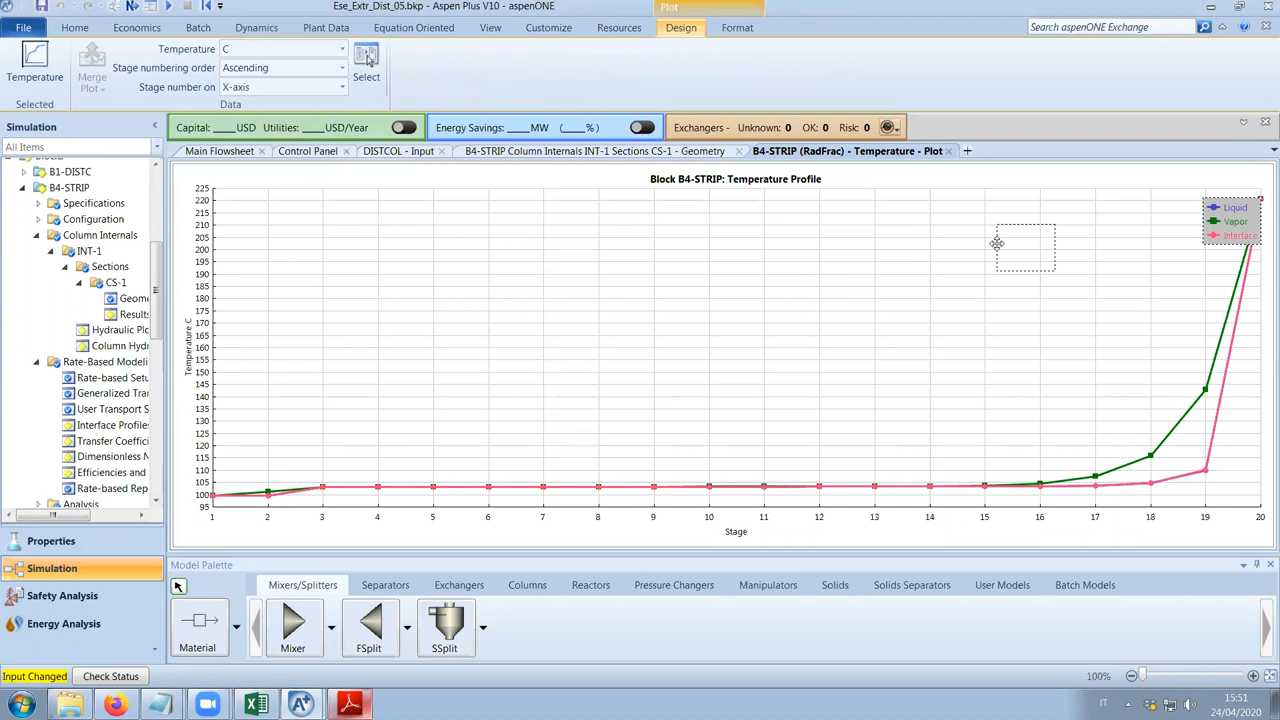 Ese_Extr_Dist_05.bkp - Aspen Plus V10 - aspenONE
Plot
File
Home
Economics
Batch
Dynamics
Plant Data
Equation Oriented
View
Customize
Resources
Design
Format
Search aspenONE Exchange
Temperature
Selected
Merge
Plot
Temperature
C
Stage numbering order
Ascending
Stage number on
X-axis
Data
Select
Simulation
All Items
Capital: ____USD Utilities: ____USD/Year
Energy Savings: ____MW (____%)
Exchangers - Unknown: 0 OK: 0 Risk: 0
Main Flowsheet
Control Panel
DISTCOL - Input
B4-STRIP Column Internals INT-1 Sections CS-1 - Geometry
B4-STRIP (RadFrac) - Temperature - Plot
B1-DISTC
B4-STRIP
Specifications
Configuration
Column Internals
INT-1
Sections
CS-1
Geome
Results
Hydraulic Plo
Column Hydr
Rate-Based Modeli
Rate-based Setu
Generalized Tra
User Transport S
Interface Profile
Transfer Coeffici
Dimensionless N
Efficiencies and
Rate-based Rep
Analysis
Properties
Simulation
Safety Analysis
Energy Analysis
Block B4-STRIP: Temperature Profile
225
220
215
210
205
200
195
190
185
180
175
170
165
160
155
150
145
140
135
130
125
120
115
110
105
100
95
Temperature C
1 2 3 4 5 6 7 8 9 10 11 12 13 14 15 16 17 18 19 20
Stage
Liquid
Vapor
Interface
Model Palette
Mixers/Splitters
Separators
Exchangers
Columns
Reactors
Pressure Changers
Manipulators
Solids
Solids Separators
User Models
Batch Models
Material
Mixer
FSplit
SSplit
Input Changed
Check Status
100%
IT
15:51
24/04/2020